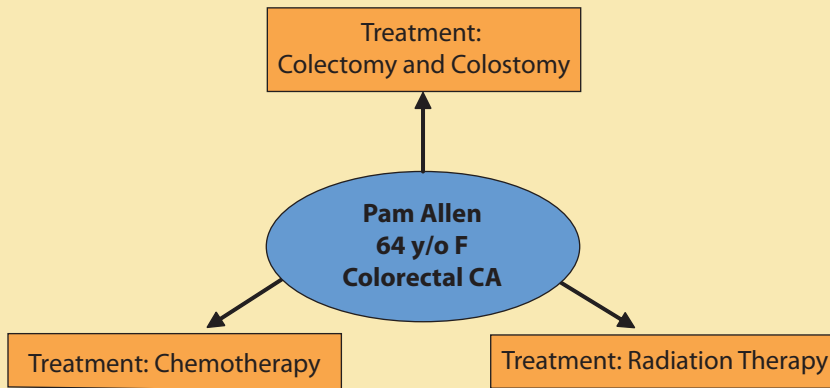 Treatment:
Colectomy and Colostomy
Pam Allen
64 y/o F
Colorectal CA
Treatment: Chemotherapy
Treatment: Radiation Therapy